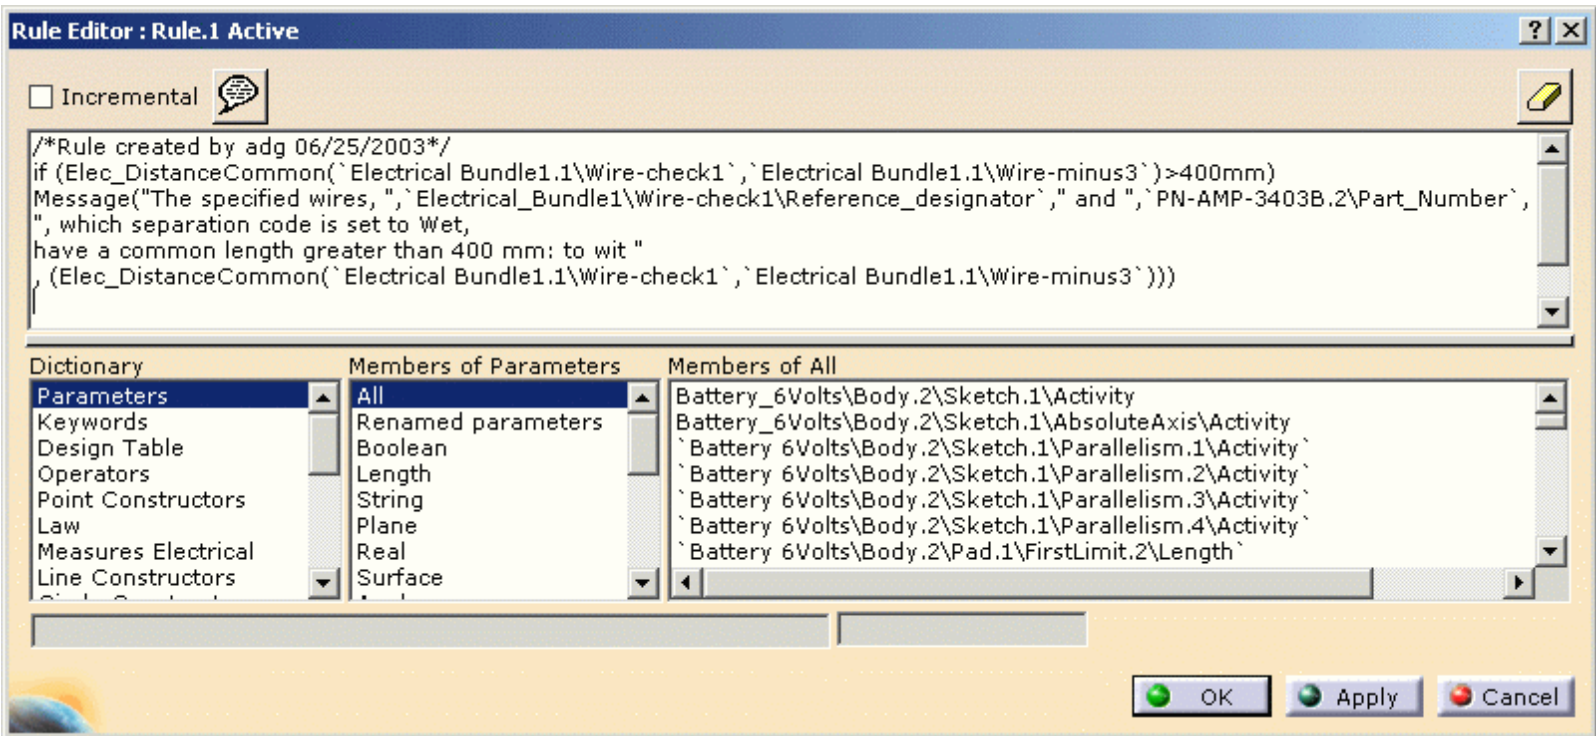 Rule Editor : Rule.1 Active
Incremental
/*Rule created by adg 06/25/2003*/
if (Elec_DistanceCommon(`Electrical Bundle1.1\Wire-check1`,`Electrical Bundle1.1\Wire-minus3`)>400mm)
Message("The specified wires, ",`Electrical_Bundle1\Wire-check1\Reference_designator`," and ",`PN-AMP-3403B.2\Part_Number`,
", which separation code is set to Wet,
have a common length greater than 400 mm: to wit "
, (Elec_DistanceCommon(`Electrical Bundle1.1\Wire-check1`,`Electrical Bundle1.1\Wire-minus3`)))
Dictionary
Parameters
Keywords
Design Table
Operators
Point Constructors
Law
Measures Electrical
Line Constructors
Members of Parameters
All
Renamed parameters
Boolean
Length
String
Plane
Real
Surface
Members of All
Battery_6Volts\Body.2\Sketch.1\Activity
Battery_6Volts\Body.2\Sketch.1\AbsoluteAxis\Activity
`Battery 6Volts\Body.2\Sketch.1\Parallelism.1\Activity`
`Battery 6Volts\Body.2\Sketch.1\Parallelism.2\Activity`
`Battery 6Volts\Body.2\Sketch.1\Parallelism.3\Activity`
`Battery 6Volts\Body.2\Sketch.1\Parallelism.4\Activity`
`Battery 6Volts\Body.2\Pad.1\FirstLimit.2\Length`
OK
Apply
Cancel